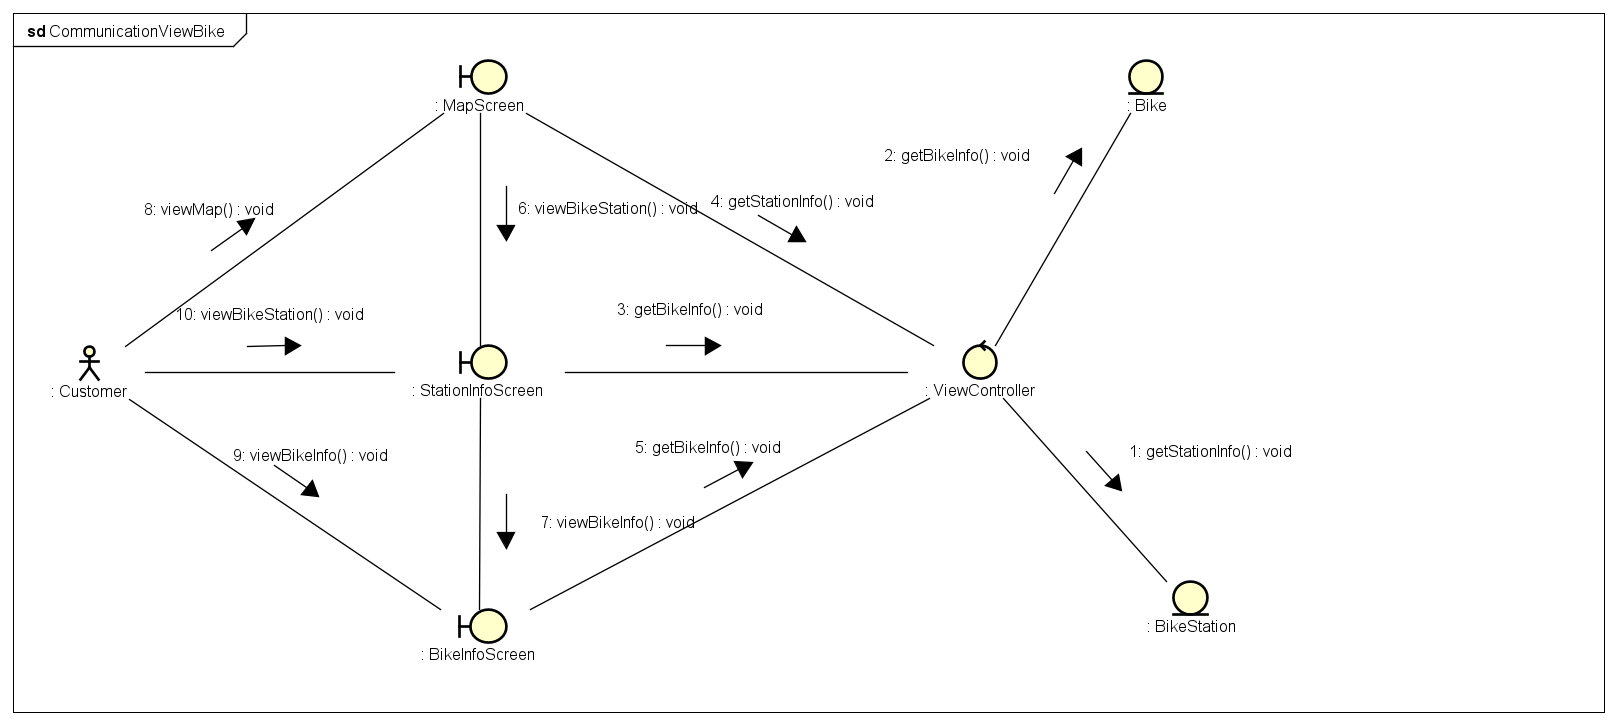 sd CommunicationViewBike
: MapScreen
: Bike
2: getBikeInfo() : void
8: viewMap() : void
6: viewBikeStation() : void
4: getStationInfo() : void
10: viewBikeStation() : void
3: getBikeInfo() : void
: Customer
: StationInfoScreen
: ViewController
9: viewBikeInfo() : void
5: getBikeInfo() : void
1: getStationInfo() : void
7: viewBikeInfo() : void
: BikeStation
: BikeInfoScreen